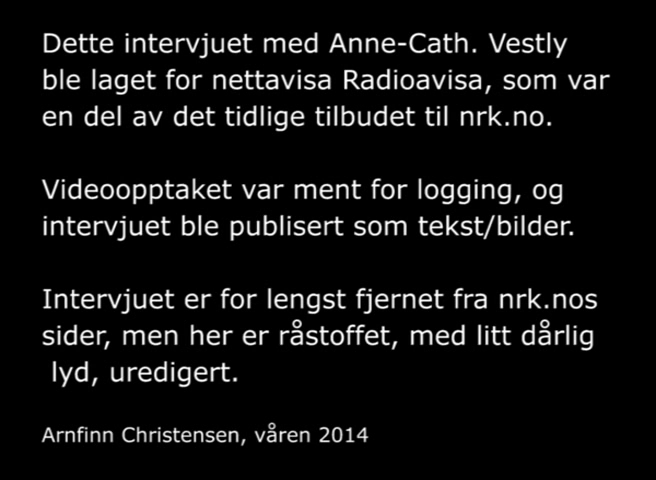 Dette intervjuet med Anne-Cath. Vestly
ble laget for nettavisa Radioavisa, som var
en del av det tidlige tilbudet til nrk.no.
Videoopptaket var ment for logging, og
intervjuet ble publisert som tekst/bilder.
Intervjuet er for lengst fjernet fra nrk.nos
sider, men her er råstoffet, med litt dårlig
lyd, uredigert.
Arnfinn Christensen, våren 2014